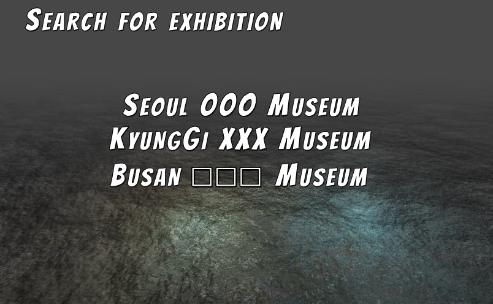 Search for exhibition
Seoul OOO Museum
KyungGi XXX Museum
Busan □□□ Museum